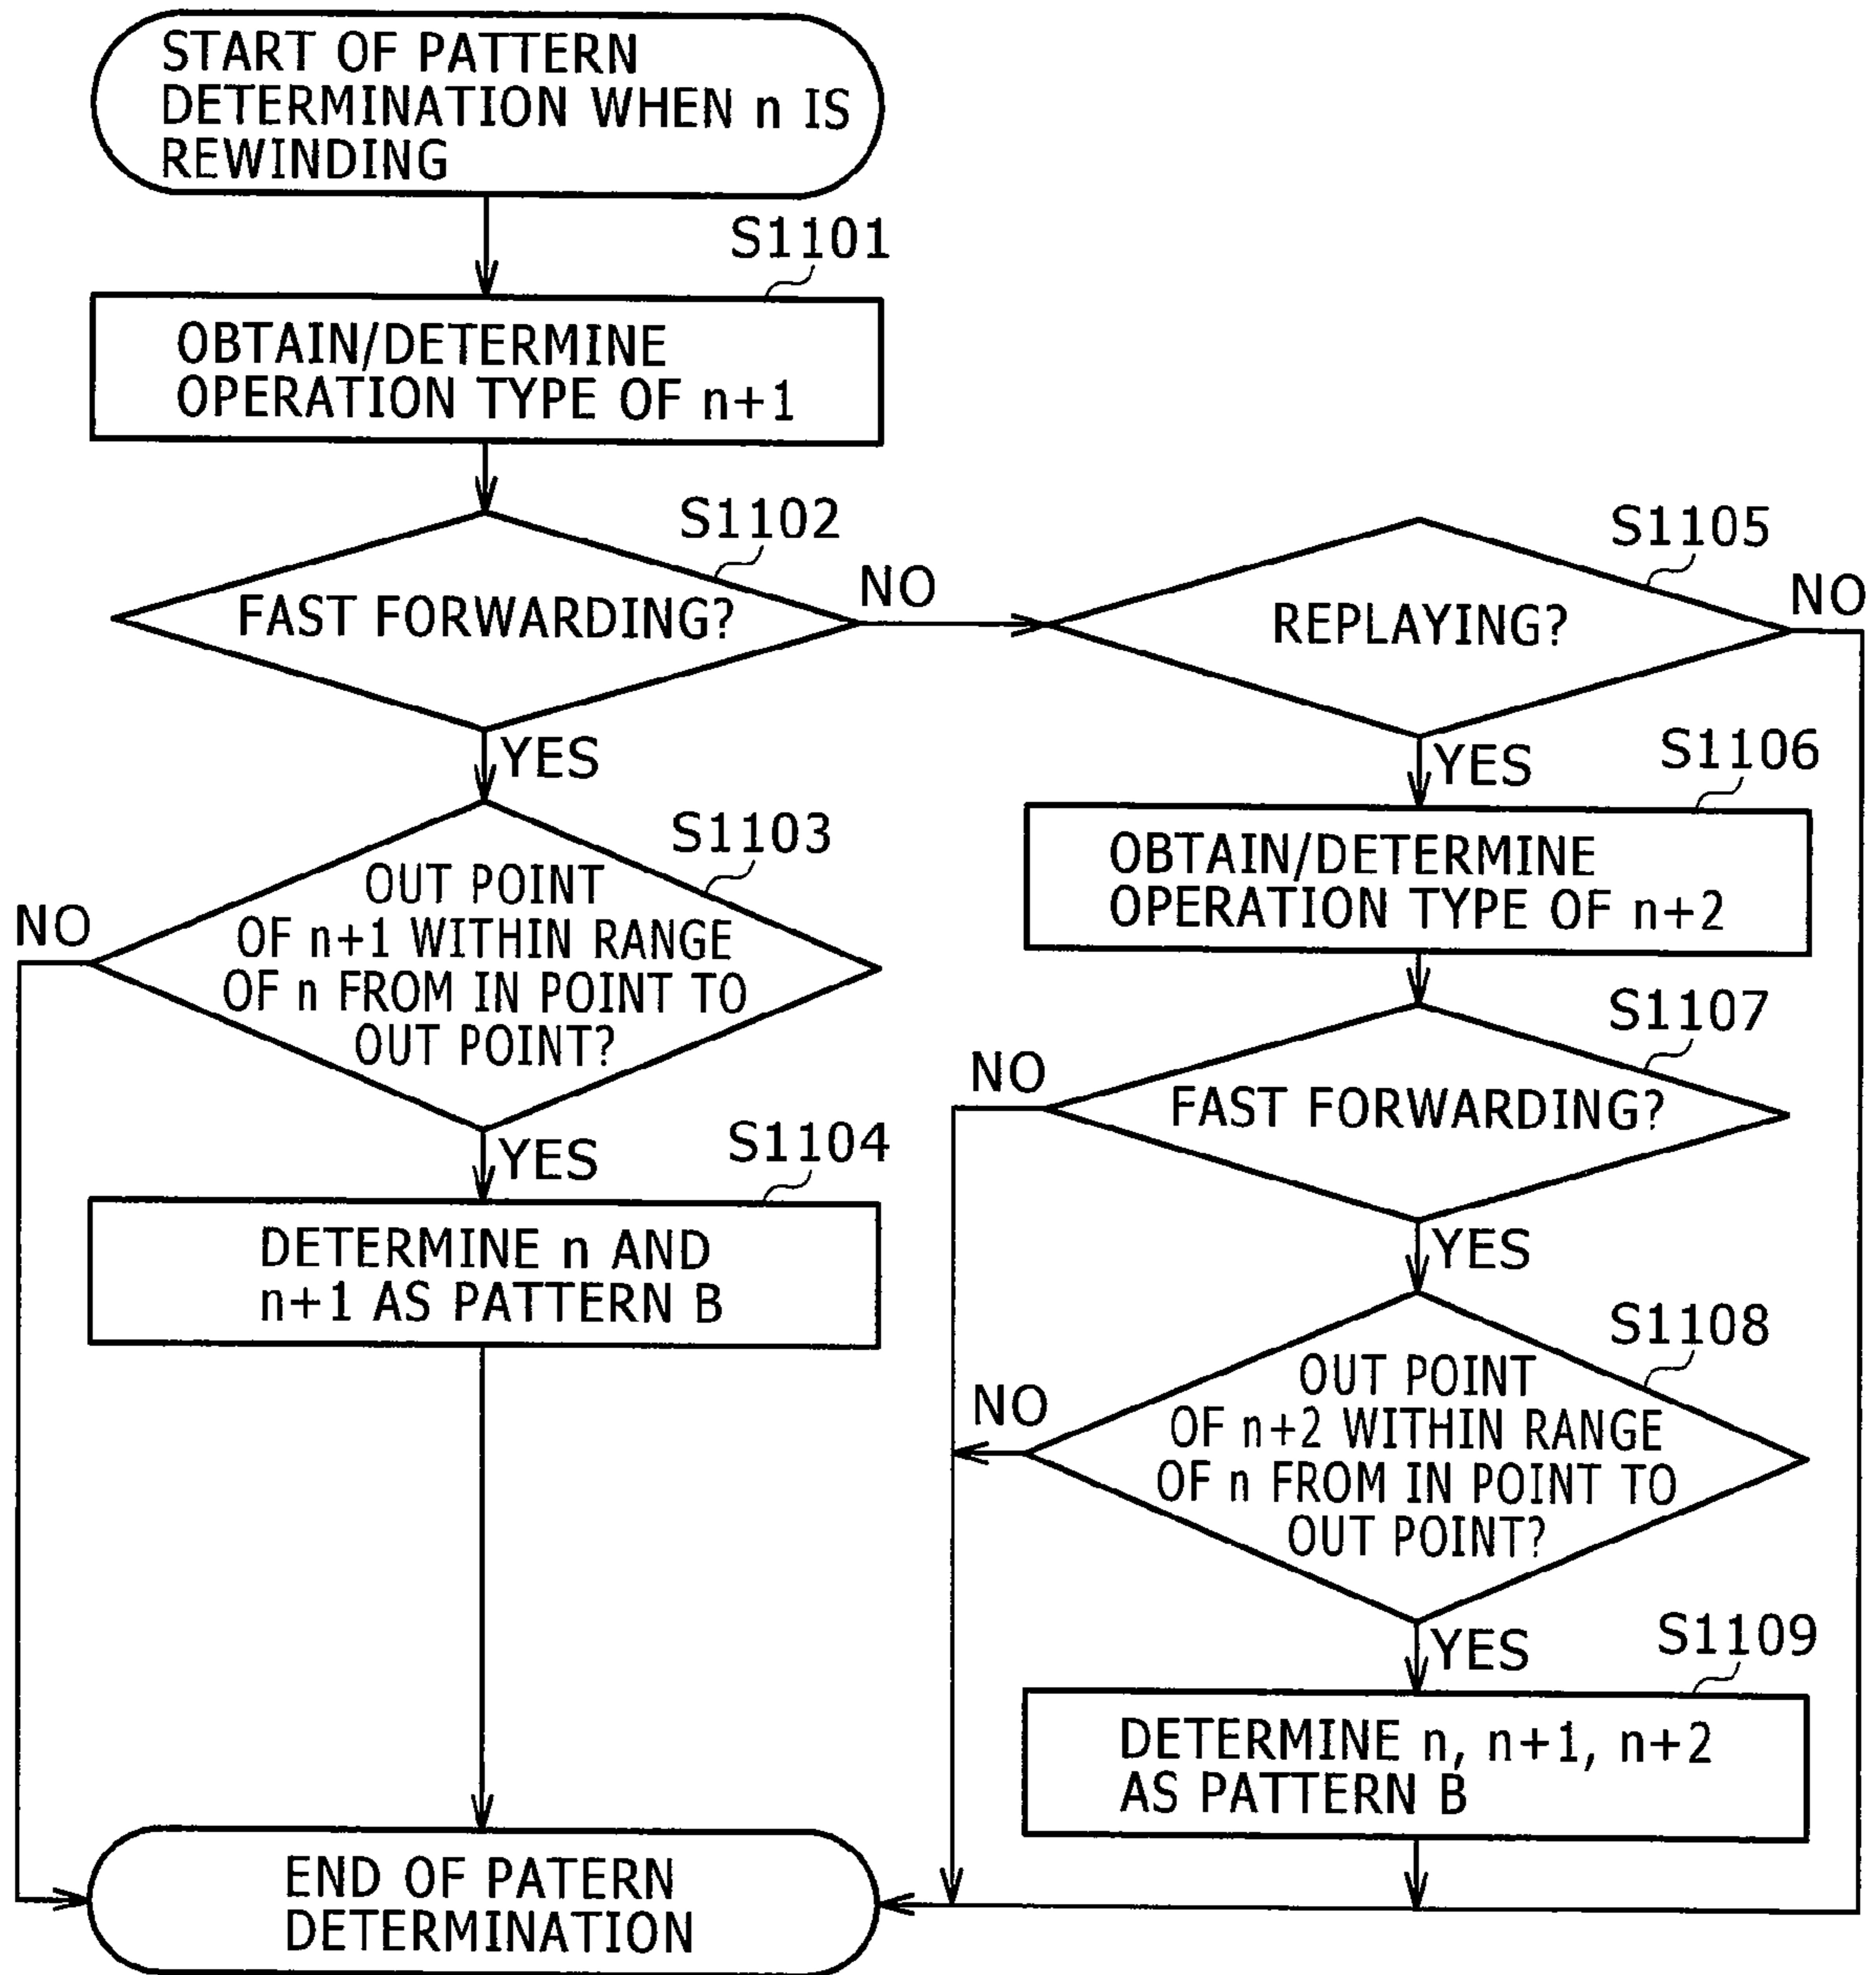 START OF PATTERN
DETERMINATION WHEN n IS
REWINDING
S1101
OBTAIN/DETERMINE
OPERATION TYPE OF n+1
S1102
FAST FORWARDING?
NO
YES
S1103
OUT POINT
OF n+1 WITHIN RANGE
OF n FROM IN POINT TO
OUT POINT?
NO
YES
S1104
DETERMINE n AND
n+1 AS PATTERN B
S1105
REPLAYING?
NO
YES
S1106
OBTAIN/DETERMINE
OPERATION TYPE OF n+2
S1107
NO
FAST FORWARDING?
YES
S1108
OUT POINT
OF n+2 WITHIN RANGE
OF n FROM IN POINT TO
OUT POINT?
NO
YES
S1109
DETERMINE n, n+1, n+2
AS PATTERN B
END OF PATERN
DETERMINATION